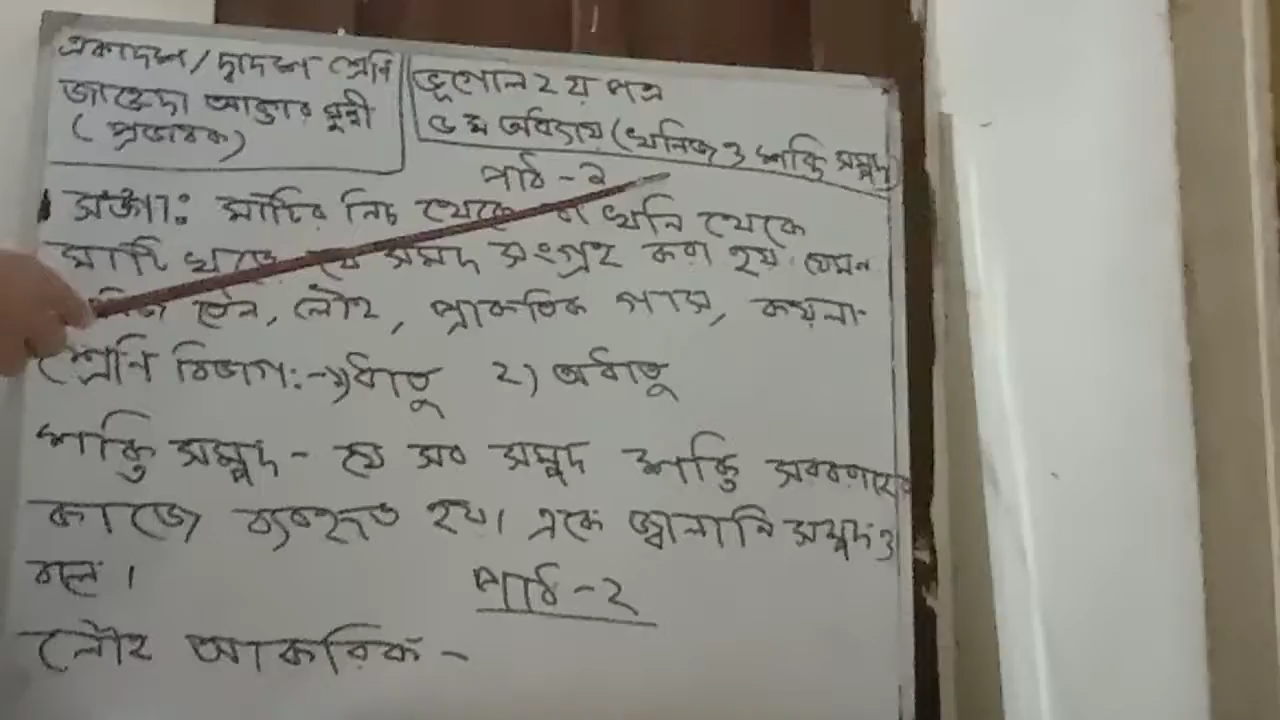 একাদশ/দ্বাদশ শ্রেণি
আক্তার মুন্নী
(প্রভাষক)
ভূগোল ২য় পত্র
৬ষ্ঠ অধ্যায় (খনিজ ও শক্তি সম্পদ)
পাঠ - ১
সংজ্ঞা: মাটির নিচ থেকে বা খনি থেকে
মাটি যে সম্পদ সংগ্রহ করা হয় যেমন
তেল, লৌহ, প্রাকৃতিক গ্যাস, কয়লা
শ্রেণি বিভাগ:- ১) ধাতু ২) অধাতু
শক্তি সম্পদ - যে সব সম্পদ শক্তি সরবরাহের
কাজে ব্যবহৃত হয়। একে জ্বালানি সম্পদও
বলে।
পাঠ - ২
লৌহ আকরিক -